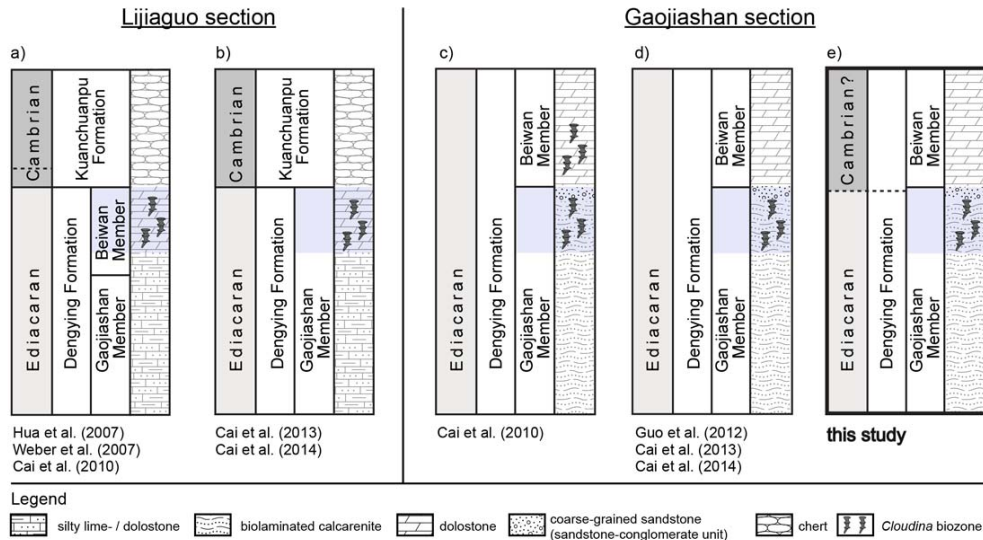 Lijiaguo section
Gaojiashan section
a)
b)
c)
d)
e)
Cambrian
Ediacaran
Kuanchuanpu
Formation
Dengying Formation
Beiwan
Member
Gaojiashan
Member
Cambrian
Ediacaran
Kuanchuanpu
Formation
Dengying Formation
Gaojiashan
Member
Ediacaran
Dengying Formation
Beiwan
Member
Gaojiashan
Member
Ediacaran
Dengying Formation
Beiwan
Member
Gaojiashan
Member
Cambrian?
Ediacaran
Dengying Formation
Beiwan
Member
Gaojiashan
Member
Hua et al. (2007)
Weber et al. (2007)
Cai et al. (2010)
Cai et al. (2013)
Cai et al. (2014)
Cai et al. (2010)
Guo et al. (2012)
Cai et al. (2013)
Cai et al. (2014)
this study
Legend
silty lime- / dolostone
biolaminated calcarenite
dolostone
coarse-grained sandstone
(sandstone-conglomerate unit)
chert
Cloudina biozone